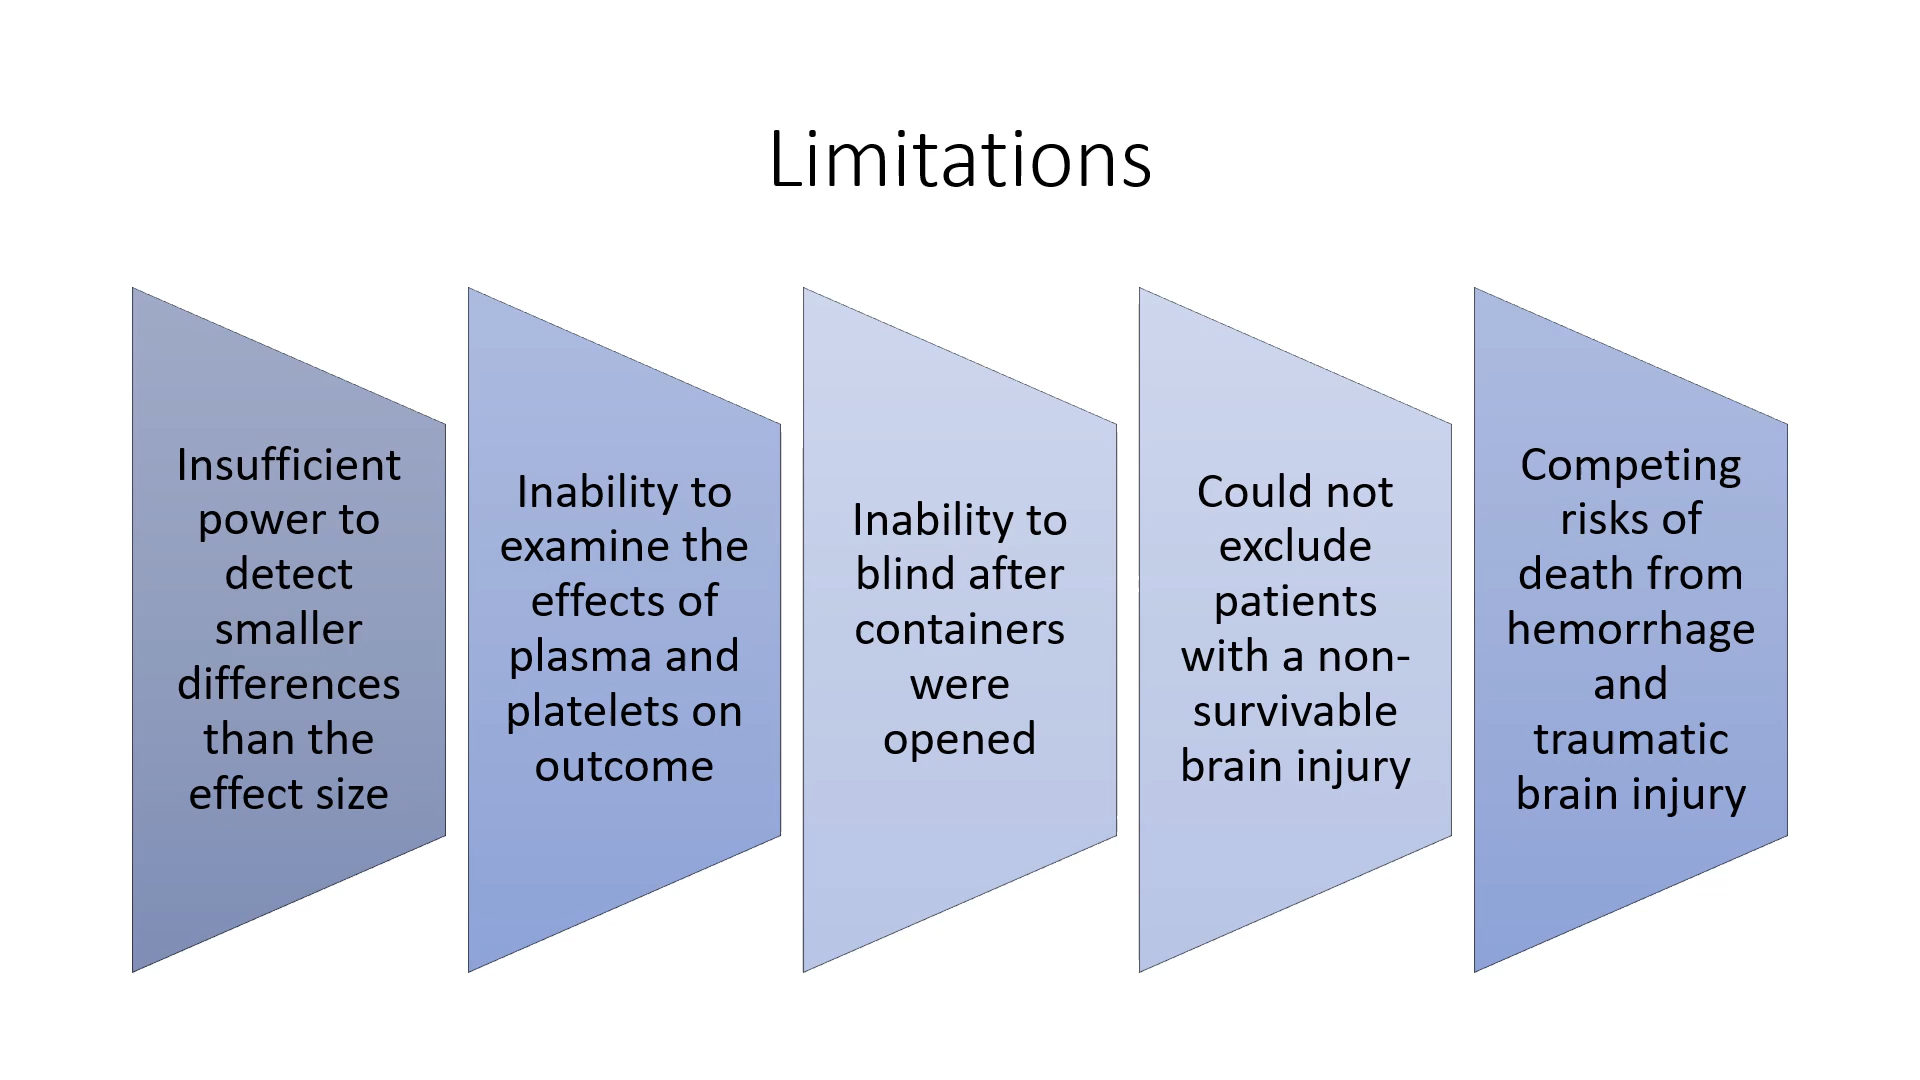 Limitations
Insufficient
power to
detect
smaller
differences
than the
effect size
Inability to
examine the
effects of
plasma and
platelets on
outcome
Inability to
blind after
containers
were
opened
Could not
exclude
patients
with a non-
survivable
brain injury
Competing
risks of
death from
hemorrhage
and
traumatic
brain injury